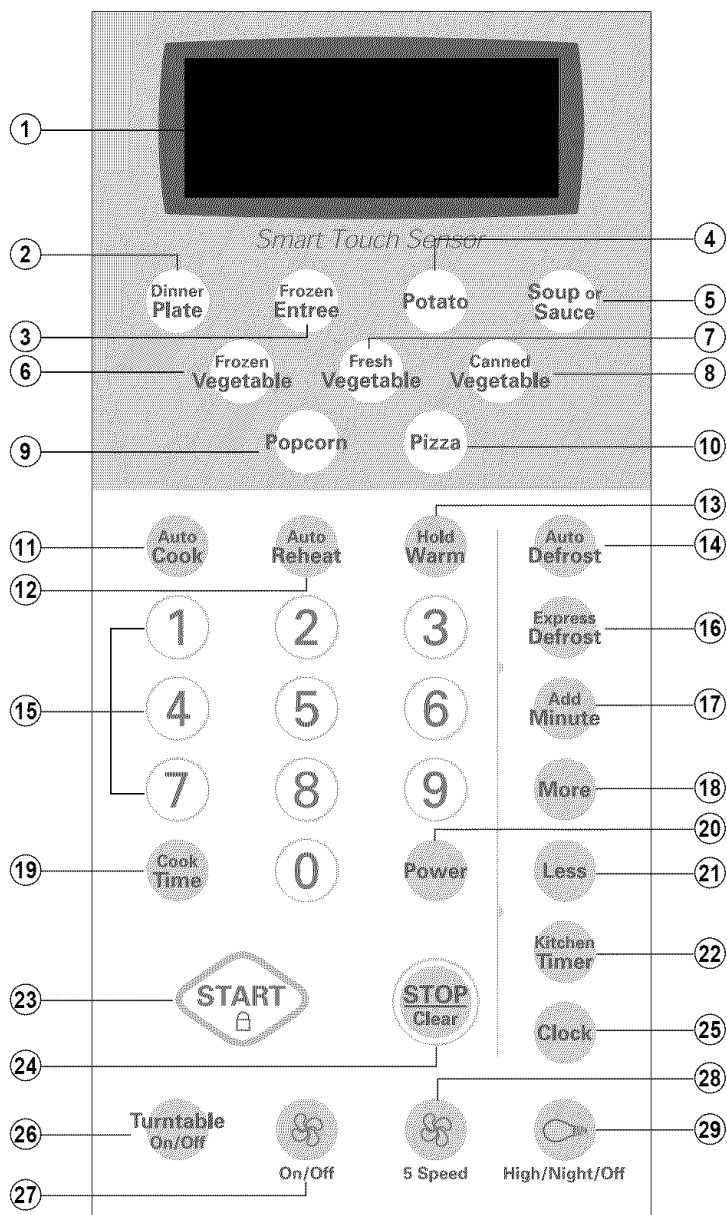 1
Smart Touch Sensor
2
4
Dinner
Plate
Frozen
Entree
Potato
Soup or
Sauce
5
3
7
6
Frozen
Vegetable
Fresh
Vegetable
Canned
Vegetable
8
9
Popcorn
Pizza
10
13
11
Auto
Cook
Auto
Reheat
Hold
Warm
Auto
Defrost
14
12
1 2 3
Express
Defrost
16
15
4 5 6
Add
Minute
17
7 8 9
More
18
20
19
Cook
Time
0
Power
Less
21
Kitchen
Timer
22
23
START
STOP
Clear
Clock
25
24
28
26
Turntable
On/Off
29
On/Off
5 Speed
High/Night/Off
27